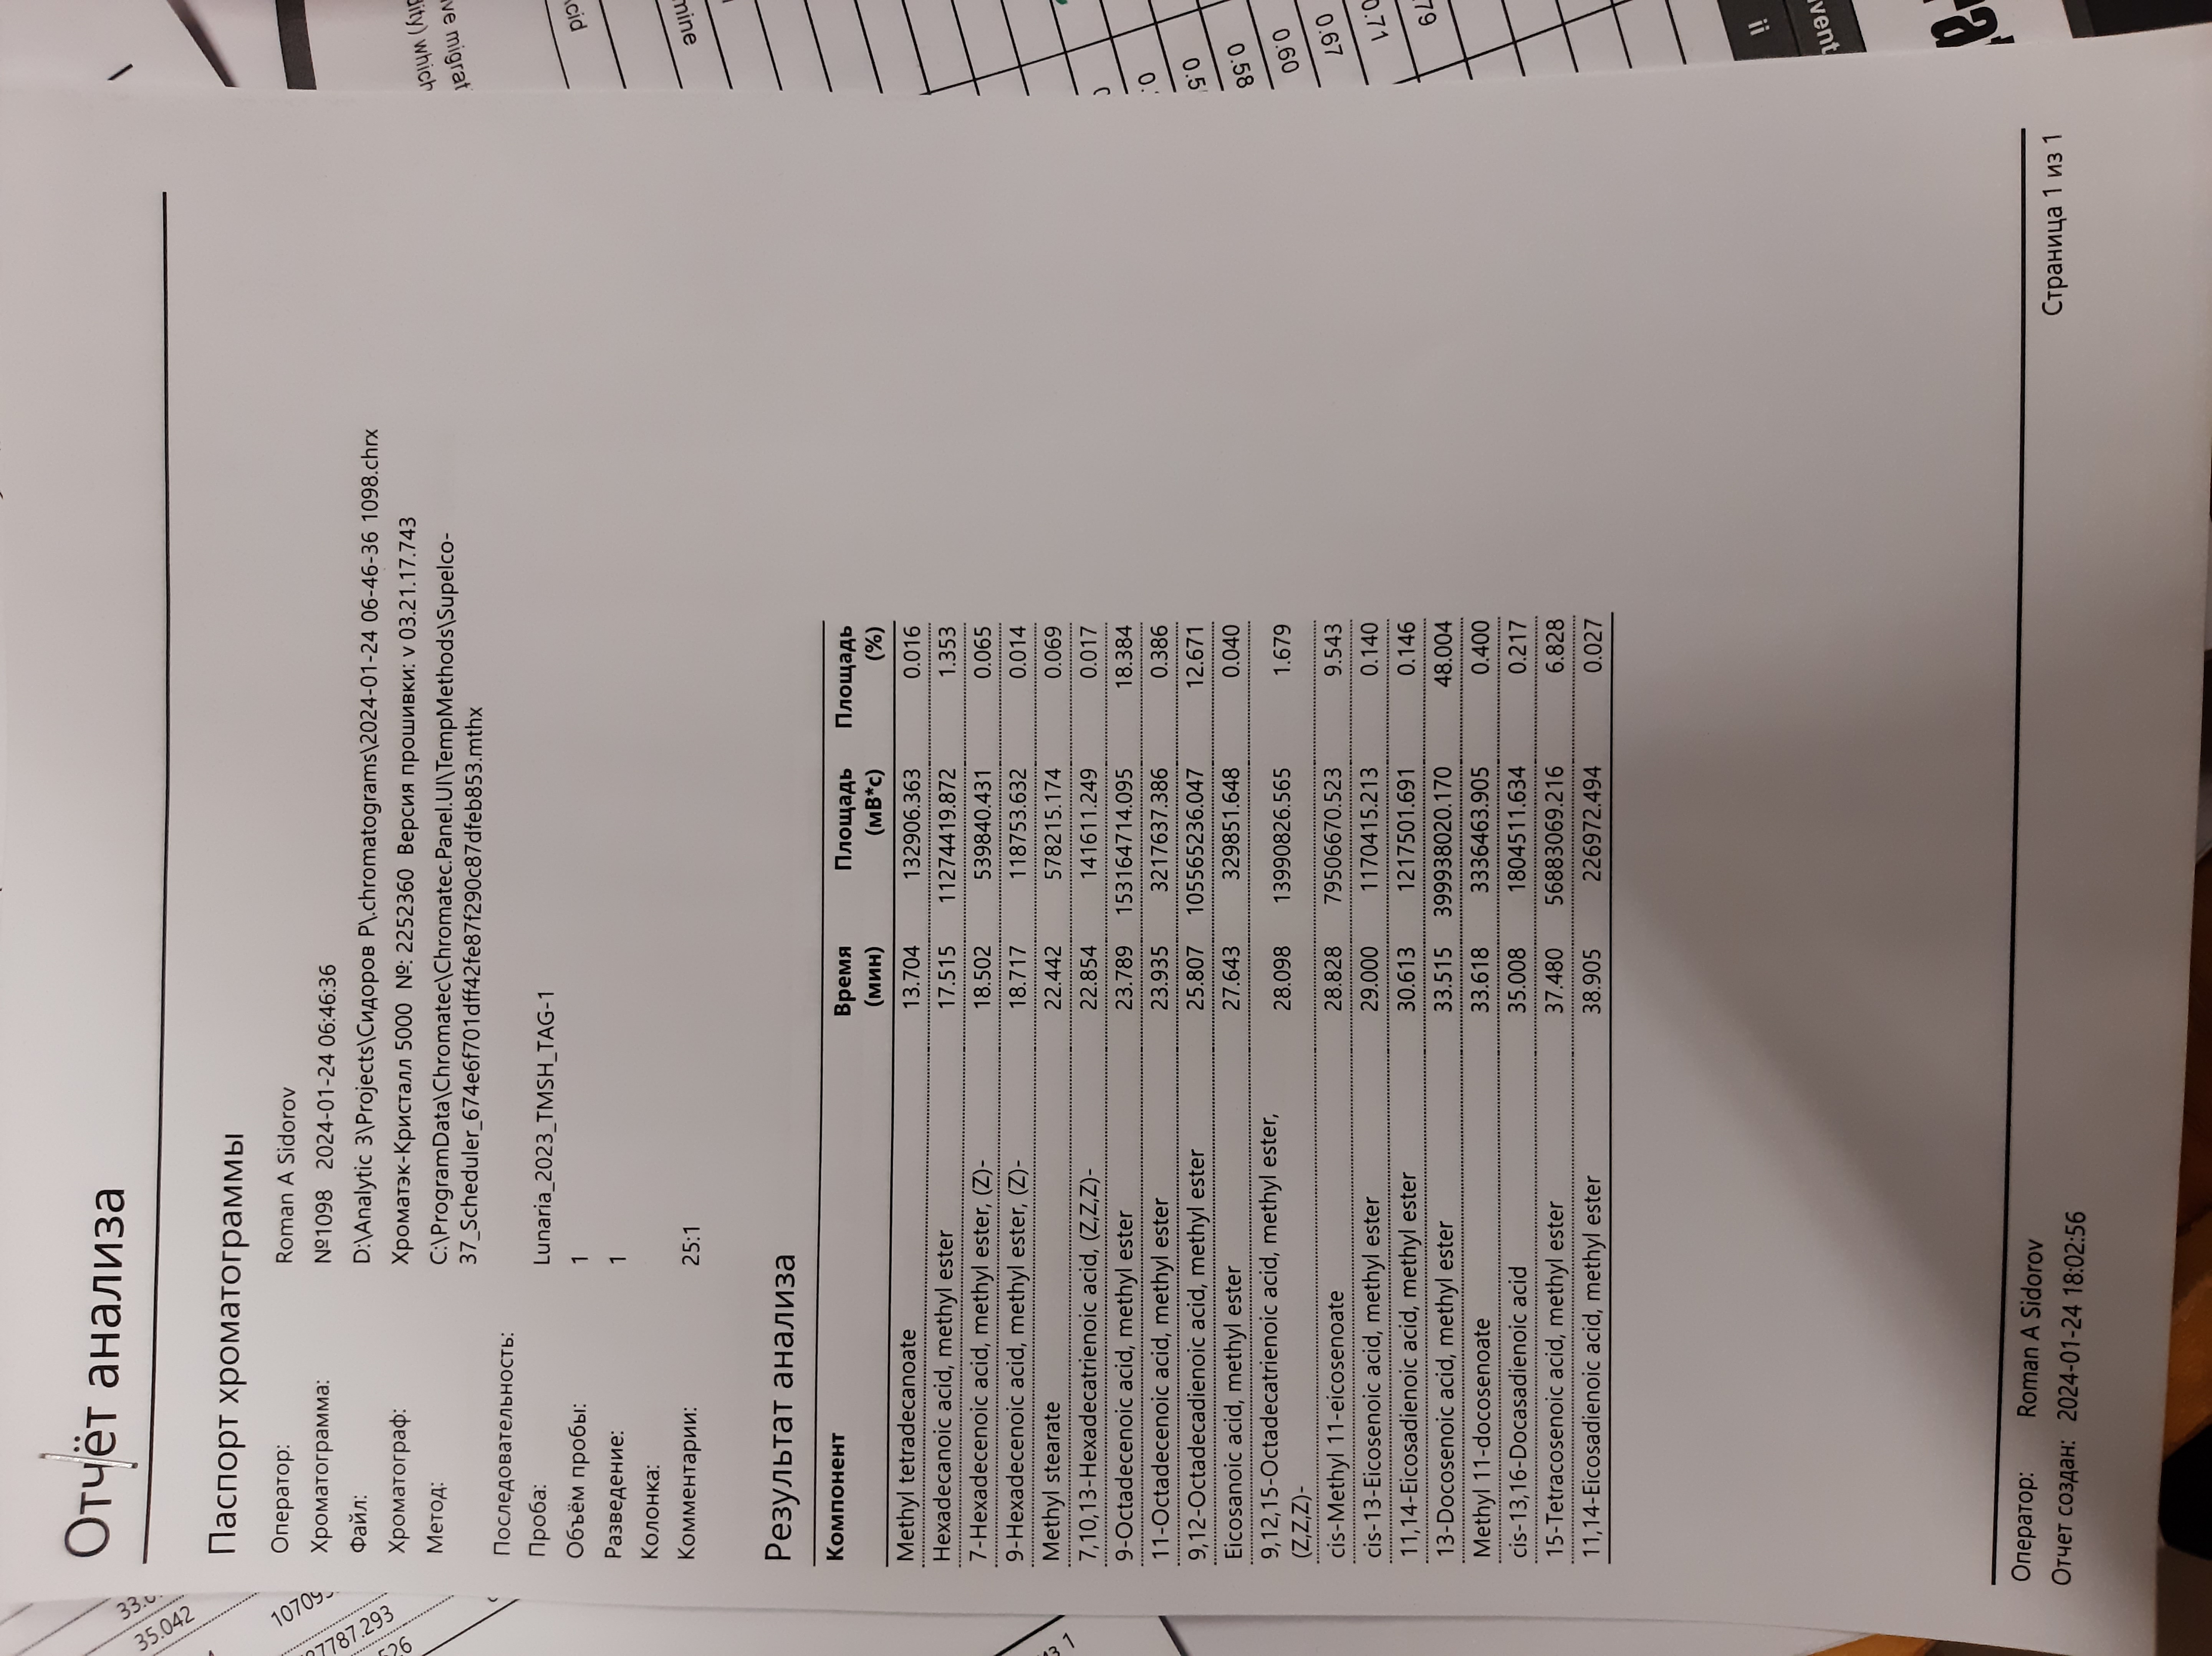 Отчёт анализа
Паспорт хроматограммы
Оператор: Roman A Sidorov
Хроматограмма: №1098 2024-01-24 06:46:36
Файл: D:\Analytic 3\Projects\Сидоров Р\.chromatograms\2024-01-24 06-46-36 1098.chrx
Хроматограф: Хроматэк-Кристалл 5000 №: 2252360 Версия прошивки: v 03.21.17.743
Метод: C:\ProgramData\Chromatec\Chromatec.Panel.UI\TempMethods\Supelco-
37_Scheduler_674e6f701dff42fe87f290c87dfeb853.mthx
Последовательность:
Проба: Lunaria_2023_TMSH_TAG-1
Объём пробы: 1
Разведение: 1
Колонка:
Комментарии: 25:1
Результат анализа
Компонент Время Площадь Площадь
(мин) (мВ*с) (%)
Methyl tetradecanoate 13.704 132906.363 0.016
Hexadecanoic acid, methyl ester 17.515 11274419.872 1.353
7-Hexadecenoic acid, methyl ester, (Z)- 18.502 539840.431 0.065
9-Hexadecenoic acid, methyl ester, (Z)- 18.717 118753.632 0.014
Methyl stearate 22.442 578215.174 0.069
7,10,13-Hexadecatrienoic acid, (Z,Z,Z)- 22.854 141611.249 0.017
9-Octadecenoic acid, methyl ester 23.789 153164714.095 18.384
11-Octadecenoic acid, methyl ester 23.935 3217637.386 0.386
9,12-Octadecadienoic acid, methyl ester 25.807 105565236.047 12.671
Eicosanoic acid, methyl ester 27.643 329851.648 0.040
9,12,15-Octadecatrienoic acid, methyl ester,
(Z,Z,Z)- 28.098 13990826.565 1.679
cis-Methyl 11-eicosenoate 28.828 79506670.523 9.543
cis-13-Eicosenoic acid, methyl ester 29.000 1170415.213 0.140
11,14-Eicosadienoic acid, methyl ester 30.613 1217501.691 0.146
13-Docosenoic acid, methyl ester 33.515 399938020.170 48.004
Methyl 11-docosenoate 33.618 3336463.905 0.400
cis-13,16-Docasadienoic acid 35.008 1804511.634 0.217
15-Tetracosenoic acid, methyl ester 37.480 56883069.216 6.828
11,14-Eicosadienoic acid, methyl ester 38.905 226972.494 0.027
Оператор: Roman A Sidorov
Отчет создан: 2024-01-24 18:02:56
Страница 1 из 1
35.042
0.58
0.60
0.67
0.71
ii